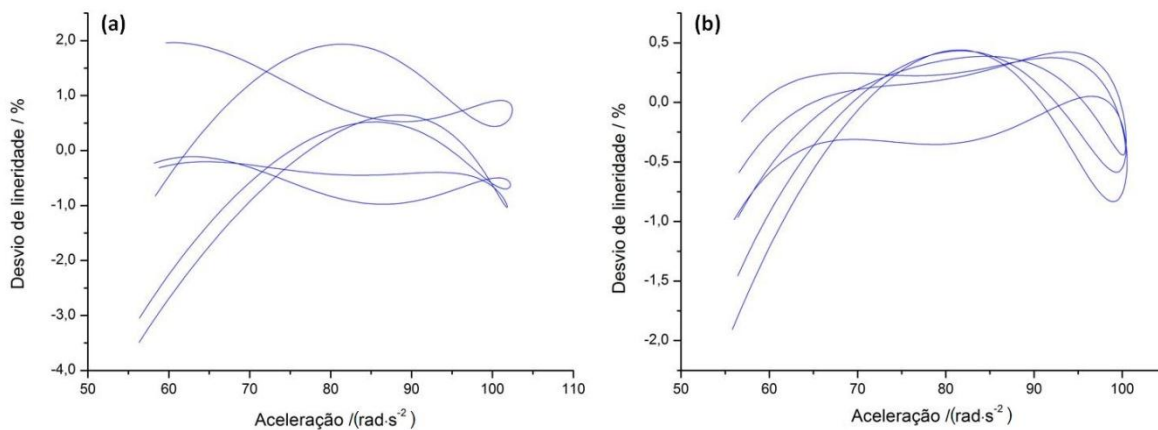 (a)
Desvio de lineridade / %
2,0
1,0
0,0
-1,0
-2,0
-3,0
-4,0
50 60 70 80 90 100 110
Aceleração /(rad·s-2)
(b)
Desvio de lineridade / %
0,5
0,0
-0,5
-1,0
-1,5
-2,0
50 60 70 80 90 100
Aceleração /(rad·s-2)